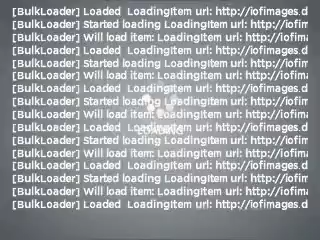 [BulkLoader] Loaded LoadingItem url: http://iofimages.d
[BulkLoader] Started loading LoadingItem url: http://iofim
[BulkLoader] Will load item: LoadingItem url: http://iofima
[BulkLoader] Loaded LoadingItem url: http://iofimages.d
[BulkLoader] Started loading LoadingItem url: http://iofim
[BulkLoader] Will load item: LoadingItem url: http://iofima
[BulkLoader] Loaded LoadingItem url: http://iofimages.d
[BulkLoader] Started loading LoadingItem url: http://iofim
[BulkLoader] Will load item: LoadingItem url: http://iofima
[BulkLoader] Loaded LoadingItem url: http://iofimages.d
LOADING
[BulkLoader] Started loading LoadingItem url: http://iofim
[BulkLoader] Will load item: LoadingItem url: http://iofima
[BulkLoader] Loaded LoadingItem url: http://iofimages.d
[BulkLoader] Started loading LoadingItem url: http://iofim
[BulkLoader] Will load item: LoadingItem url: http://iofima
[BulkLoader] Loaded LoadingItem url: http://iofimages.d